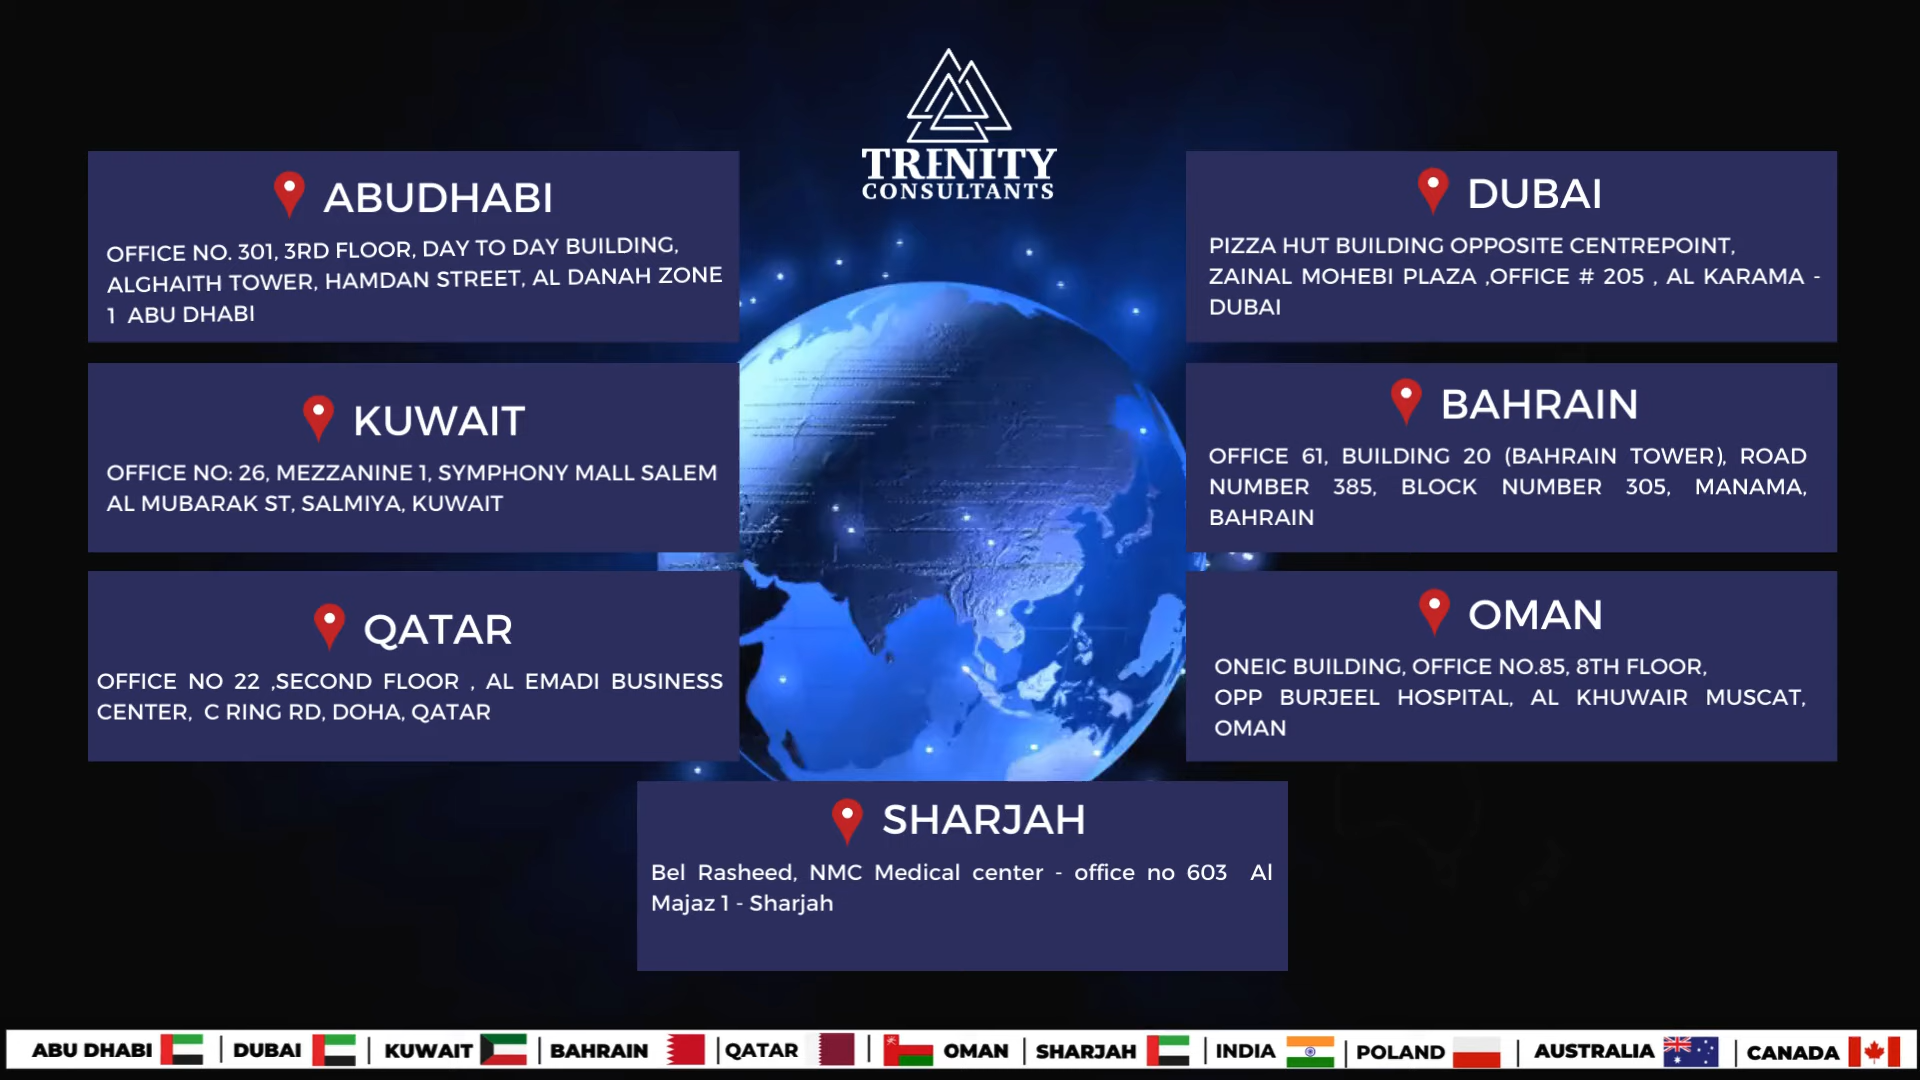 TRENITY
CONSULTANTS
ABUDHABI
OFFICE NO. 301, 3RD FLOOR, DAY TO DAY BUILDING,
ALGHAITH TOWER, HAMDAN STREET, AL DANAH ZONE
1 ABU DHABI
DUBAI
PIZZA HUT BUILDING OPPOSITE CENTREPOINT,
ZAINAL MOHEBI PLAZA ,OFFICE # 205 , AL KARAMA -
DUBAI
KUWAIT
OFFICE NO: 26, MEZZANINE 1, SYMPHONY MALL SALEM
AL MUBARAK ST, SALMIYA, KUWAIT
BAHRAIN
OFFICE 61, BUILDING 20 (BAHRAIN TOWER), ROAD
NUMBER 385, BLOCK NUMBER 305, MANAMA,
BAHRAIN
QATAR
OFFICE NO 22 ,SECOND FLOOR , AL EMADI BUSINESS
CENTER, C RING RD, DOHA, QATAR
OMAN
ONEIC BUILDING, OFFICE NO.85, 8TH FLOOR,
OPP BURJEEL HOSPITAL, AL KHUWAIR MUSCAT,
OMAN
SHARJAH
Bel Rasheed, NMC Medical center - office no 603 Al
Majaz 1 - Sharjah
ABU DHABI | DUBAI | KUWAIT | BAHRAIN | QATAR | OMAN | SHARJAH | INDIA | POLAND | AUSTRALIA | CANADA